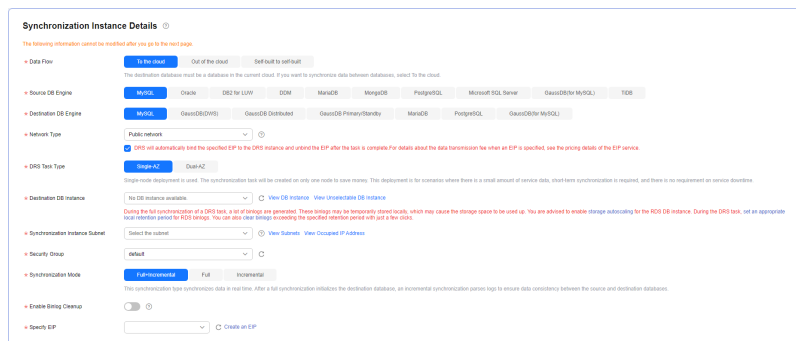 Synchronization Instance Details
The following information cannot be modified after you go to the next page.
* Data Flow
To the cloud
Out of the cloud
Self-built to self-built
The destination database must be a database in the current cloud. If you want to synchronize data between databases, select To the cloud.
* Source DB Engine
MySQL
Oracle
DB2 for LUW
DDM
MariaDB
MongoDB
PostgreSQL
Microsoft SQL Server
GaussDB(for MySQL)
TiDB
* Destination DB Engine
MySQL
GaussDB(DWS)
GaussDB Distributed
GaussDB Primary/Standby
MariaDB
PostgreSQL
GaussDB(for MySQL)
* Network Type
Public network
DRS will automatically bind the specified EIP to the DRS instance and unbind the EIP after the task is complete.For details about the data transmission fee when an EIP is specified, see the pricing details of the EIP service.
* DRS Task Type
Single-AZ
Dual-AZ
Single-node deployment is used. The synchronization task will be created on only one node to save money. This deployment is for scenarios where there is a small amount of service data, short-term synchronization is required, and there is no requirement on service downtime.
* Destination DB Instance
No DB instance available.
View DB Instance
View Unselectable DB Instance
During the full synchronization of a DRS task, a lot of binlogs are generated. These binlogs may be temporarily stored locally, which may cause the storage space to be used up. You are advised to enable storage autoscaling for the RDS DB instance. During the DRS task, set an appropriate
local retention period for RDS binlogs. You can also clear binlogs exceeding the specified retention period with just a few clicks.
* Synchronization Instance Subnet
Select the subnet
View Subnets
View Occupied IP Address
* Security Group
default
* Synchronization Mode
Full+Incremental
Full
Incremental
This synchronization type synchronizes data in real time. After a full synchronization initializes the destination database, an incremental synchronization parses logs to ensure data consistency between the source and destination databases.
* Enable Binlog Cleanup
* Specify EIP
Create an EIP